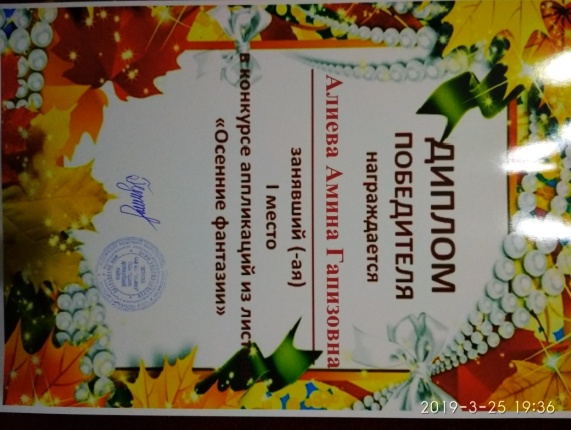 ДИПЛОМ
ПОБЕДИТЕЛЯ
награждается
Алиева Амина Гапизовна
занявший (-ая)
I место
в конкурсе аппликаций из лист
«Осенние фантазии»
2019-3-25 19:36